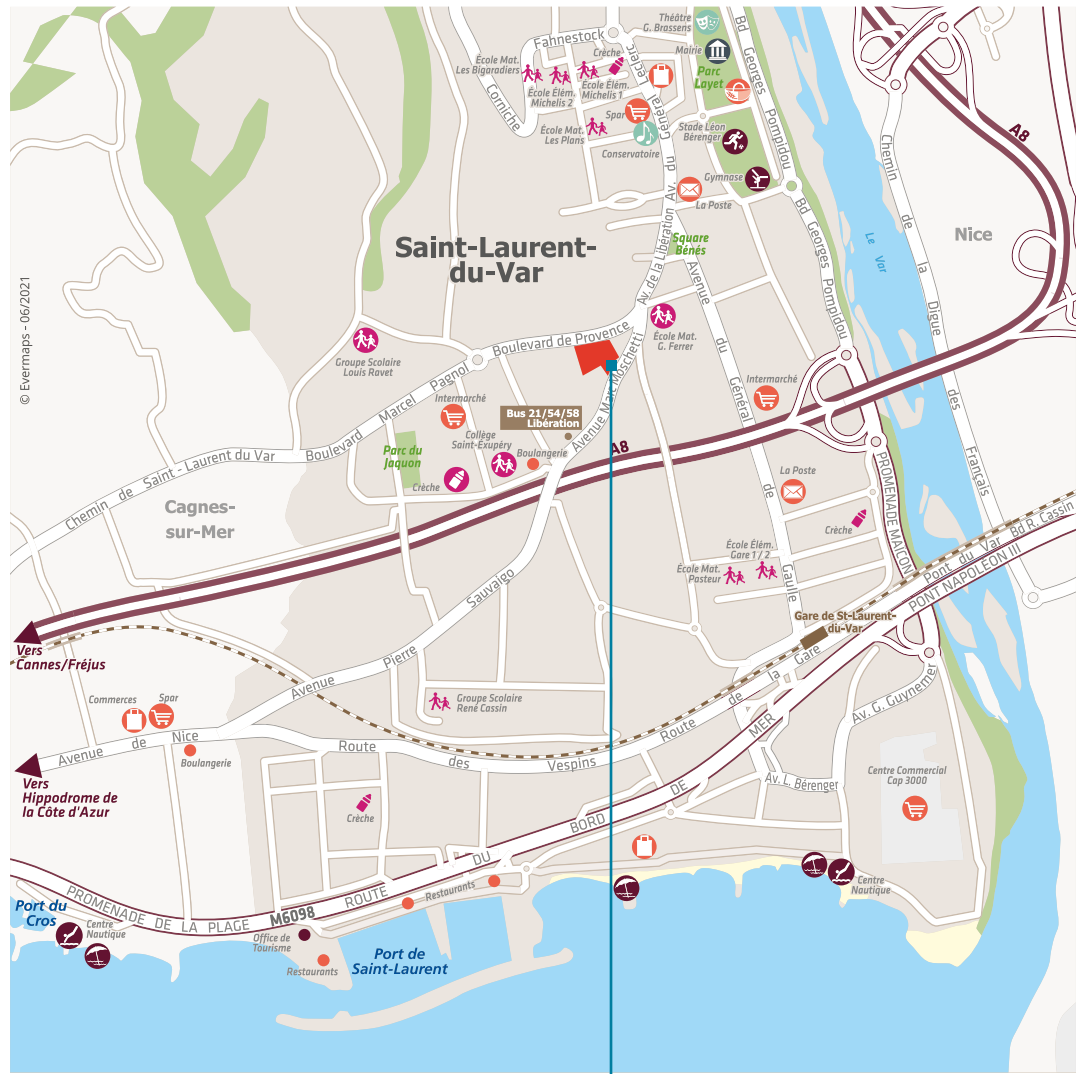 Théâtre
G. Brassens
Fahnestock
Crèche
Mairie
École Mat.
Les Bigaradiers
École Élém.
Michelis 2
École Élém.
Michelis 1
Parc
Layet
Corniche
Spar
École Mat.
Les Plans
Conservatoire
Stade Léon
Bérenger
Gymnase
La Poste
Av. du Général Leclerc
Bd Georges Pompidou
Bd Georges Pompidou
A8
Chemin de la Digue des Français
Le Var
Nice
Saint-Laurent-
du-Var
Square
Bénés
Av. de la Libération
Avenue du Général de Gaulle
© Evermaps - 06/2021
Groupe Scolaire
Louis Ravet
Boulevard de Provence
École Mat.
G. Ferrer
Avenue Marc Moschetti
Intermarché
Intermarché
Boulevard Marcel Pagnol
Bus 21/54/58
Libération
Collège
Saint-Exupéry
Boulangerie
A8
Parc du
Jaquon
Crèche
Chemin de Saint - Laurent du Var
Cagnes-
sur-Mer
La Poste
Crèche
PROMENADE MAICON
École Élém.
Gare 1 / 2
École Mat.
Pasteur
Pont du Var Bd R. Cassin
PONT NAPOLEON III
Gare de St-Laurent-
du-Var
Vers
Cannes/Fréjus
Avenue Pierre Sauvaigo
Groupe Scolaire
René Cassin
Commerces
Spar
Avenue de Nice
Boulangerie
Vers
Hippodrome de
la Côte d'Azur
Route des Vespins
Route de la Gare
Av. G. Guynemer
Av. L. Bérenger
Centre Commercial
Cap 3000
Crèche
ROUTE DU BORD DE MER
Restaurants
Centre
Nautique
PROMENADE DE LA PLAGE
M6098
Port du
Cros
Centre
Nautique
Office de
Tourisme
Restaurants
Port de
Saint-Laurent